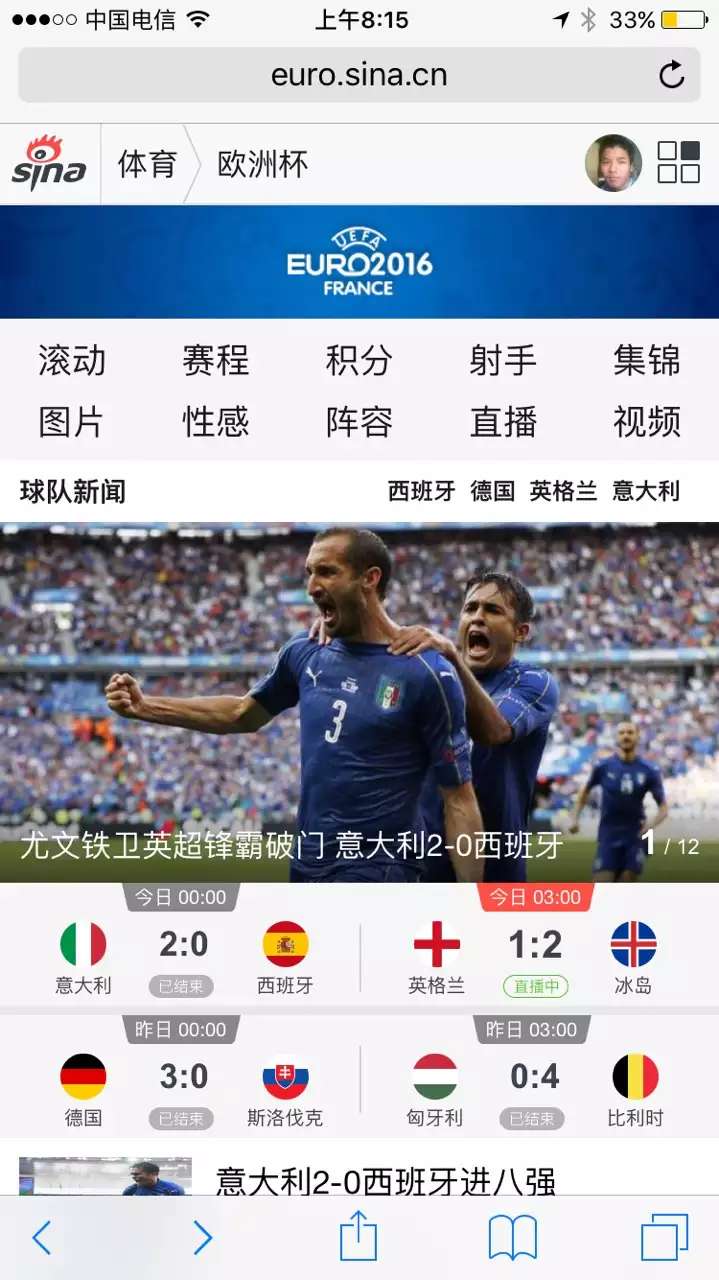 中国电信 上午8:15 33%
euro.sina.cn
sina 体育 欧洲杯
UEFA
EURO2016
FRANCE
滚动 赛程 积分 射手 集锦
图片 性感 阵容 直播 视频
球队新闻 西班牙 德国 英格兰 意大利
3
尤文铁卫英超锋霸破门 意大利2-0西班牙 1 / 12
今日 00:00 今日 03:00
2:0 1:2
意大利 已结束 西班牙 英格兰 直播中 冰岛
昨日 00:00 昨日 03:00
3:0 0:4
德国 已结束 斯洛伐克 匈牙利 已结束 比利时
意大利2-0西班牙进八强